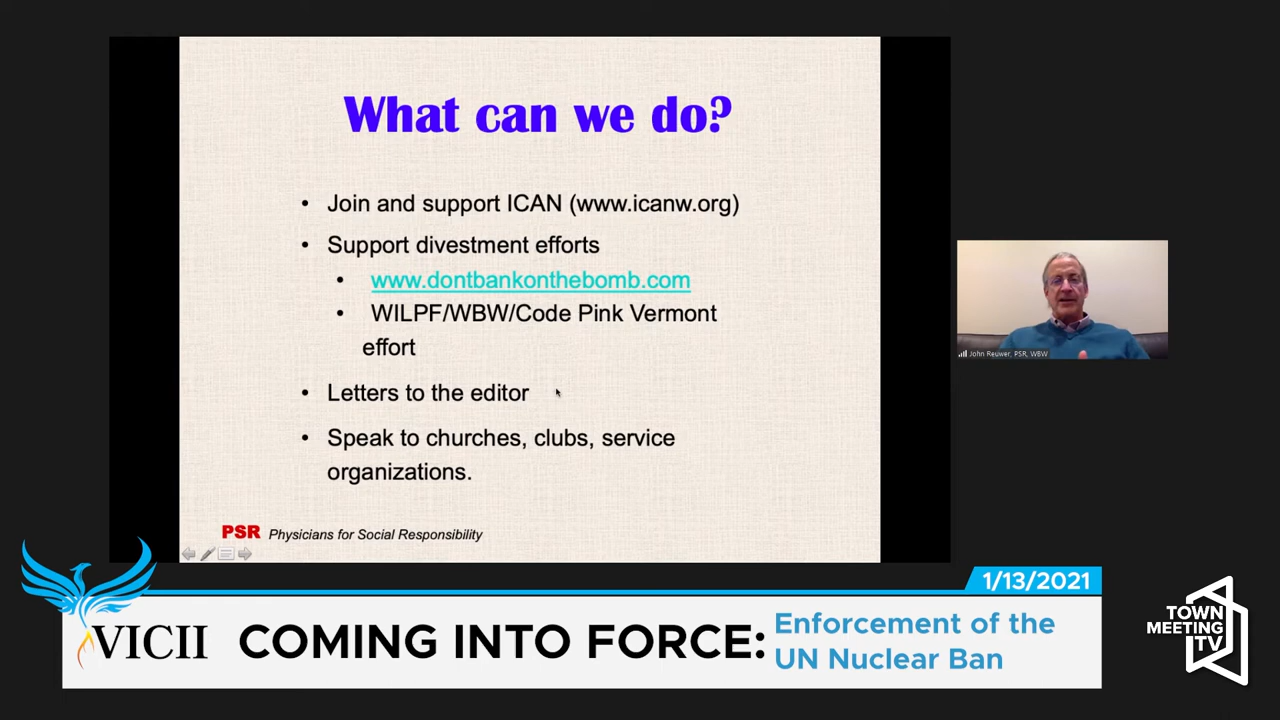 What can we do?
• Join and support ICAN (www.icanw.org)
• Support divestment efforts
• www.dontbankonthebomb.com
• WILPF/WBW/Code Pink Vermont
effort
• Letters to the editor
• Speak to churches, clubs, service
organizations.
PSR Physicians for Social Responsibility
John Reuwer, PSR, WBW
1/13/2021
VICII
COMING INTO FORCE:
Enforcement of the
UN Nuclear Ban
TOWN
MEETING
TV